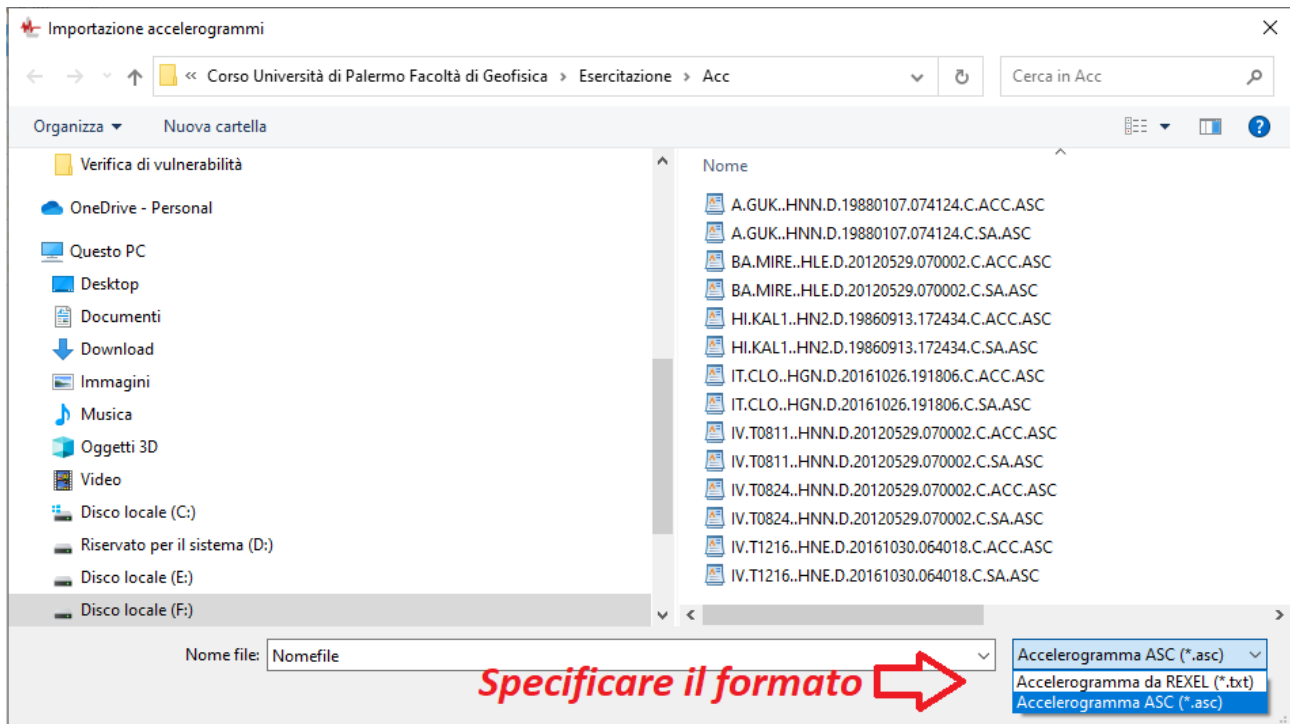 Importazione accelerogrammi
« Corso Università di Palermo Facoltà di Geofisica › Esercitazione › Acc
Cerca in Acc
Organizza
Nuova cartella
Verifica di vulnerabilità
OneDrive - Personal
Questo PC
Desktop
Documenti
Download
Immagini
Musica
Oggetti 3D
Video
Disco locale (C:)
Riservato per il sistema (D:)
Disco locale (E:)
Disco locale (F:)
Nome
A.GUK..HNN.D.19880107.074124.C.ACC.ASC
A.GUK..HNN.D.19880107.074124.C.SA.ASC
BA.MIRE..HLE.D.20120529.070002.C.ACC.ASC
BA.MIRE..HLE.D.20120529.070002.C.SA.ASC
HI.KAL1..HN2.D.19860913.172434.C.ACC.ASC
HI.KAL1..HN2.D.19860913.172434.C.SA.ASC
IT.CLO..HGN.D.20161026.191806.C.ACC.ASC
IT.CLO..HGN.D.20161026.191806.C.SA.ASC
IV.T0811..HNN.D.20120529.070002.C.ACC.ASC
IV.T0811..HNN.D.20120529.070002.C.SA.ASC
IV.T0824..HNN.D.20120529.070002.C.ACC.ASC
IV.T0824..HNN.D.20120529.070002.C.SA.ASC
IV.T1216..HNE.D.20161030.064018.C.ACC.ASC
IV.T1216..HNE.D.20161030.064018.C.SA.ASC
Nome file: Nomefile
Accelerogramma ASC (*.asc)
Specificare il formato
Accelerogramma da REXEL (*.txt)
Accelerogramma ASC (*.asc)